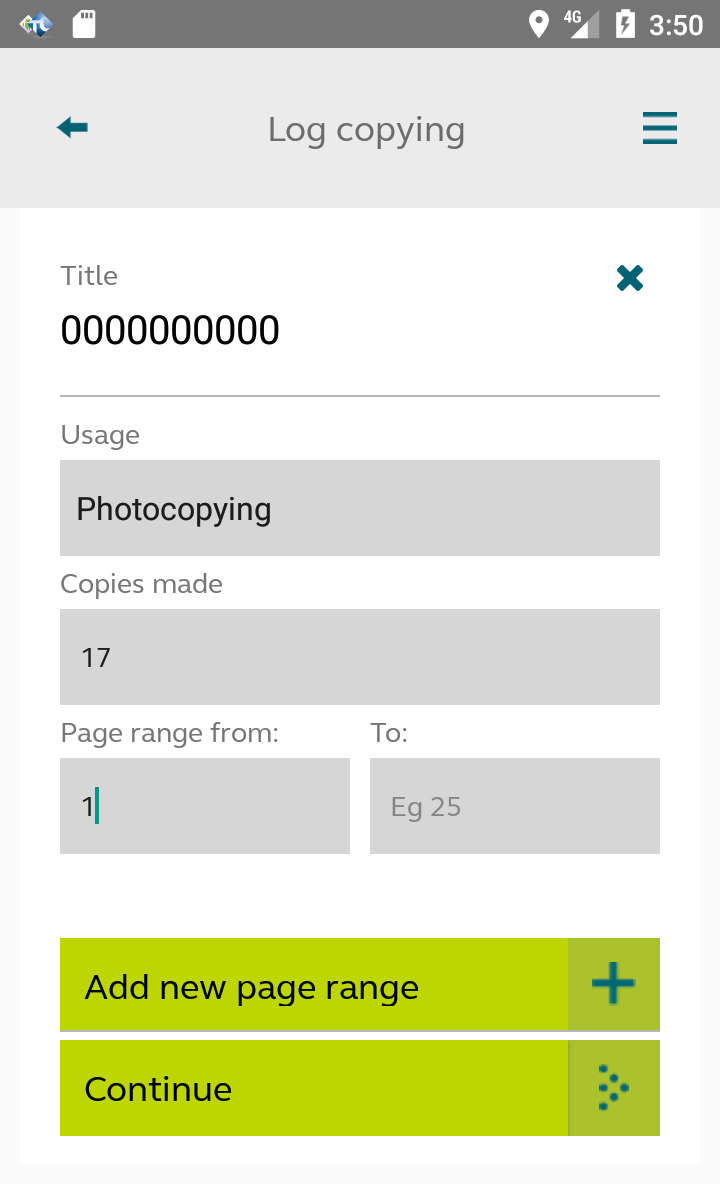 4G 3:50
Log copying
Title
0000000000
Usage
Photocopying
Copies made
17
Page range from: To:
1 Eg 25
Add new page range
Continue